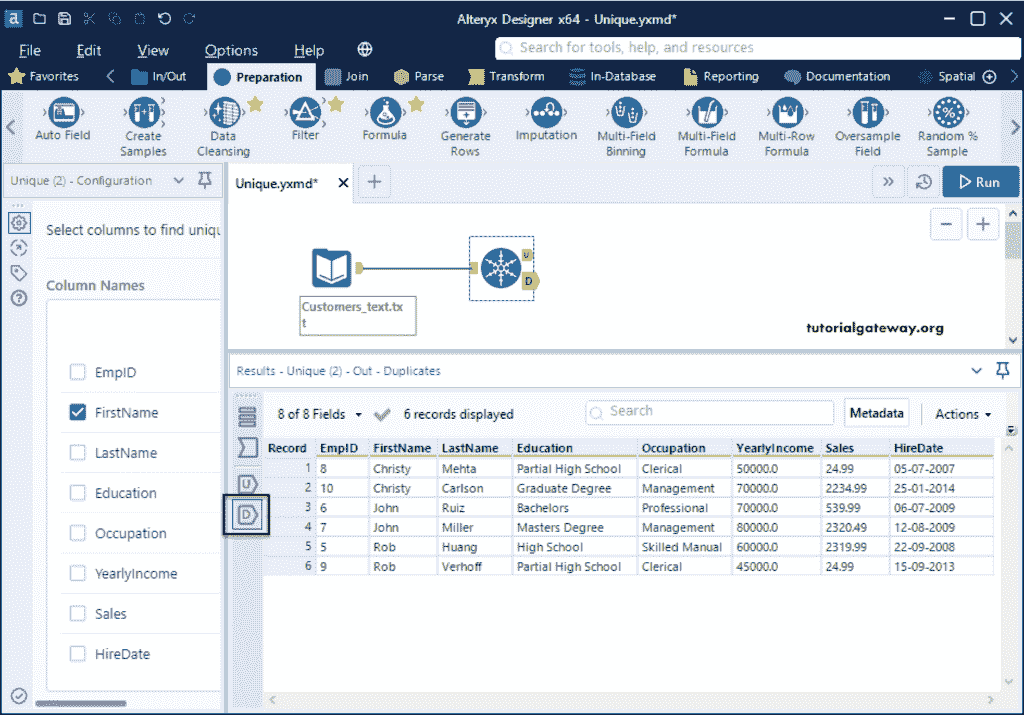 a
Alteryx Designer x64 - Unique.yxmd*
File Edit View Options Help
Search for tools, help, and resources
Favorites In/Out Preparation Join Parse Transform In-Database Reporting Documentation Spatial
Auto Field Create Samples Data Cleansing Filter Formula Generate Rows Imputation Multi-Field Binning Multi-Field Formula Multi-Row Formula Oversample Field Random % Sample
Unique (2) - Configuration
Unique.yxmd*
Run
Select columns to find uniqu
Column Names
EmpID
FirstName
LastName
Education
Occupation
YearlyIncome
Sales
HireDate
U
D
Customers_text.tx
t
tutorialgateway.org
Results - Unique (2) - Out - Duplicates
8 of 8 Fields 6 records displayed Search Metadata Actions
U
D
Record EmpID FirstName LastName Education Occupation YearlyIncome Sales HireDate
1 8 Christy Mehta Partial High School Clerical 50000.0 24.99 05-07-2007
2 10 Christy Carlson Graduate Degree Management 70000.0 2234.99 25-01-2014
3 6 John Ruiz Bachelors Professional 70000.0 539.99 06-07-2009
4 7 John Miller Masters Degree Management 80000.0 2320.49 12-08-2009
5 5 Rob Huang High School Skilled Manual 60000.0 2319.99 22-09-2008
6 9 Rob Verhoff Partial High School Clerical 45000.0 24.99 15-09-2013